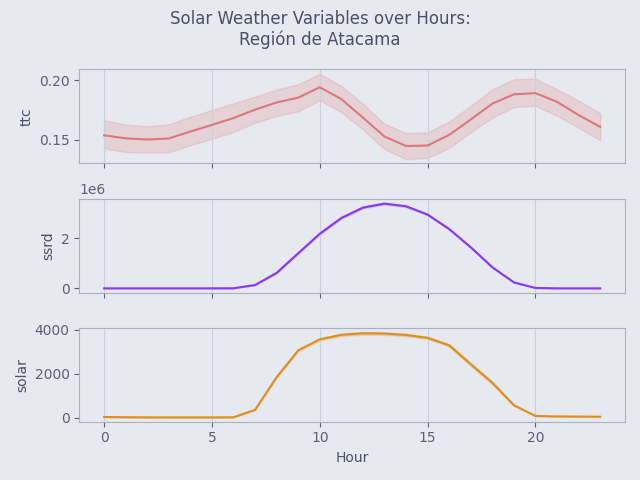 Solar Weather Variables over Hours:
Región de Atacama
0.20
0.15
ttc
1e6
2
0
ssrd
4000
2000
0
solar
0 5 10 15 20
Hour